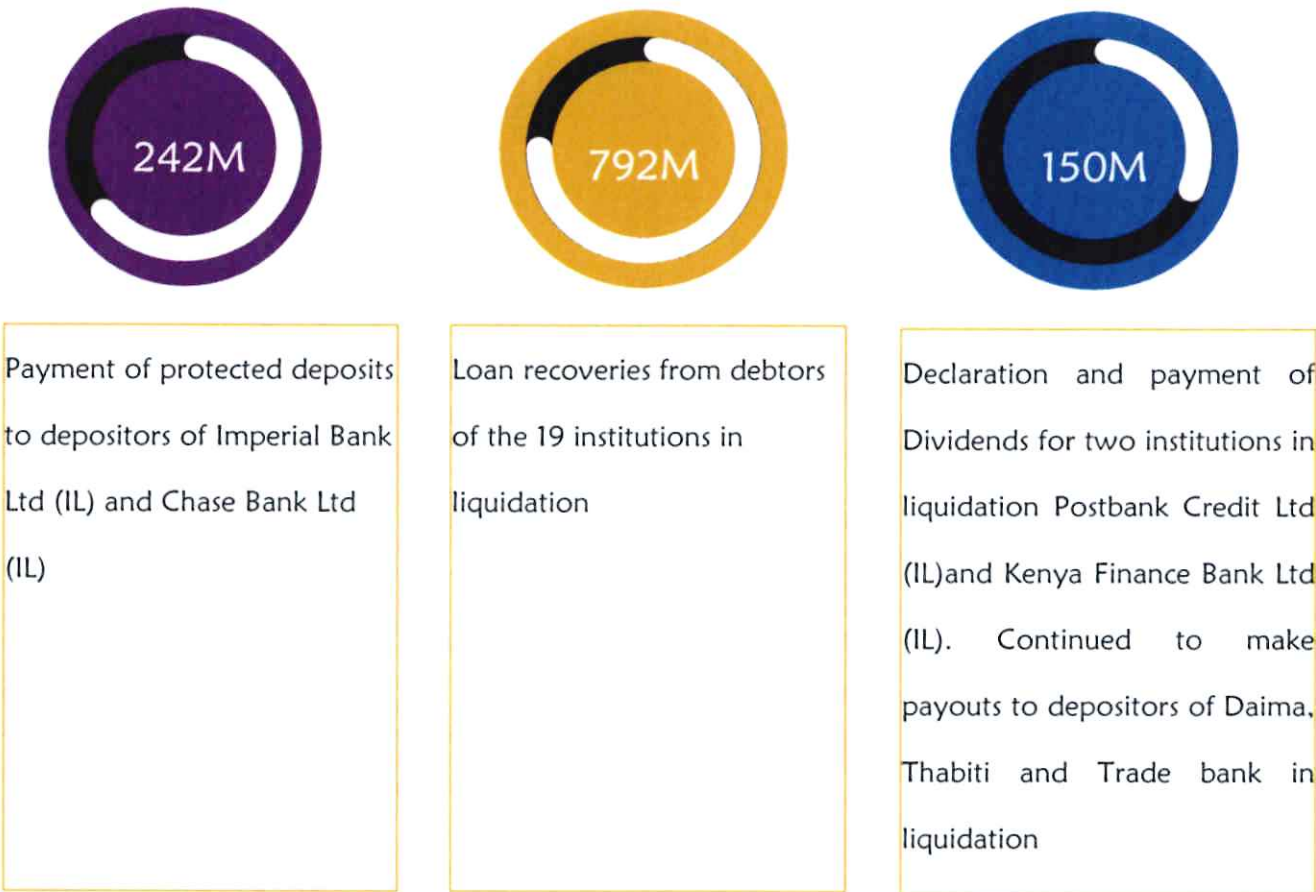 242M
792M
150M
Payment of protected deposits
to depositors of Imperial Bank
Ltd (IL) and Chase Bank Ltd
(IL)
Loan recoveries from debtors
of the 19 institutions in
liquidation
Declaration and payment of
Dividends for two institutions in
liquidation Postbank Credit Ltd
(IL)and Kenya Finance Bank Ltd
(IL). Continued to make
payouts to depositors of Daima,
Thabiti and Trade bank in
liquidation